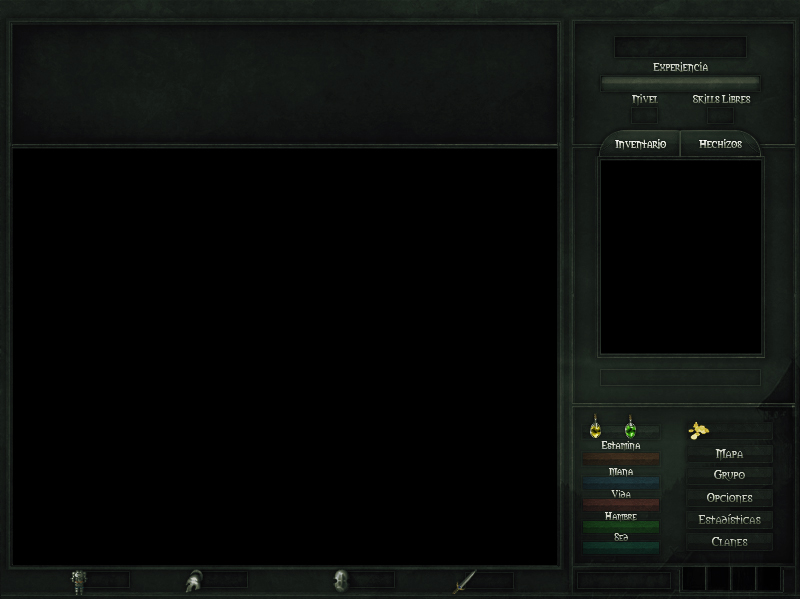 Experiencia
Nivel Skills Libres
Inventario Hechizos
Estamina
Mana
Vida
Hambre
Sed
Mapa
Grupo
Opciones
Estadísticas
Clanes